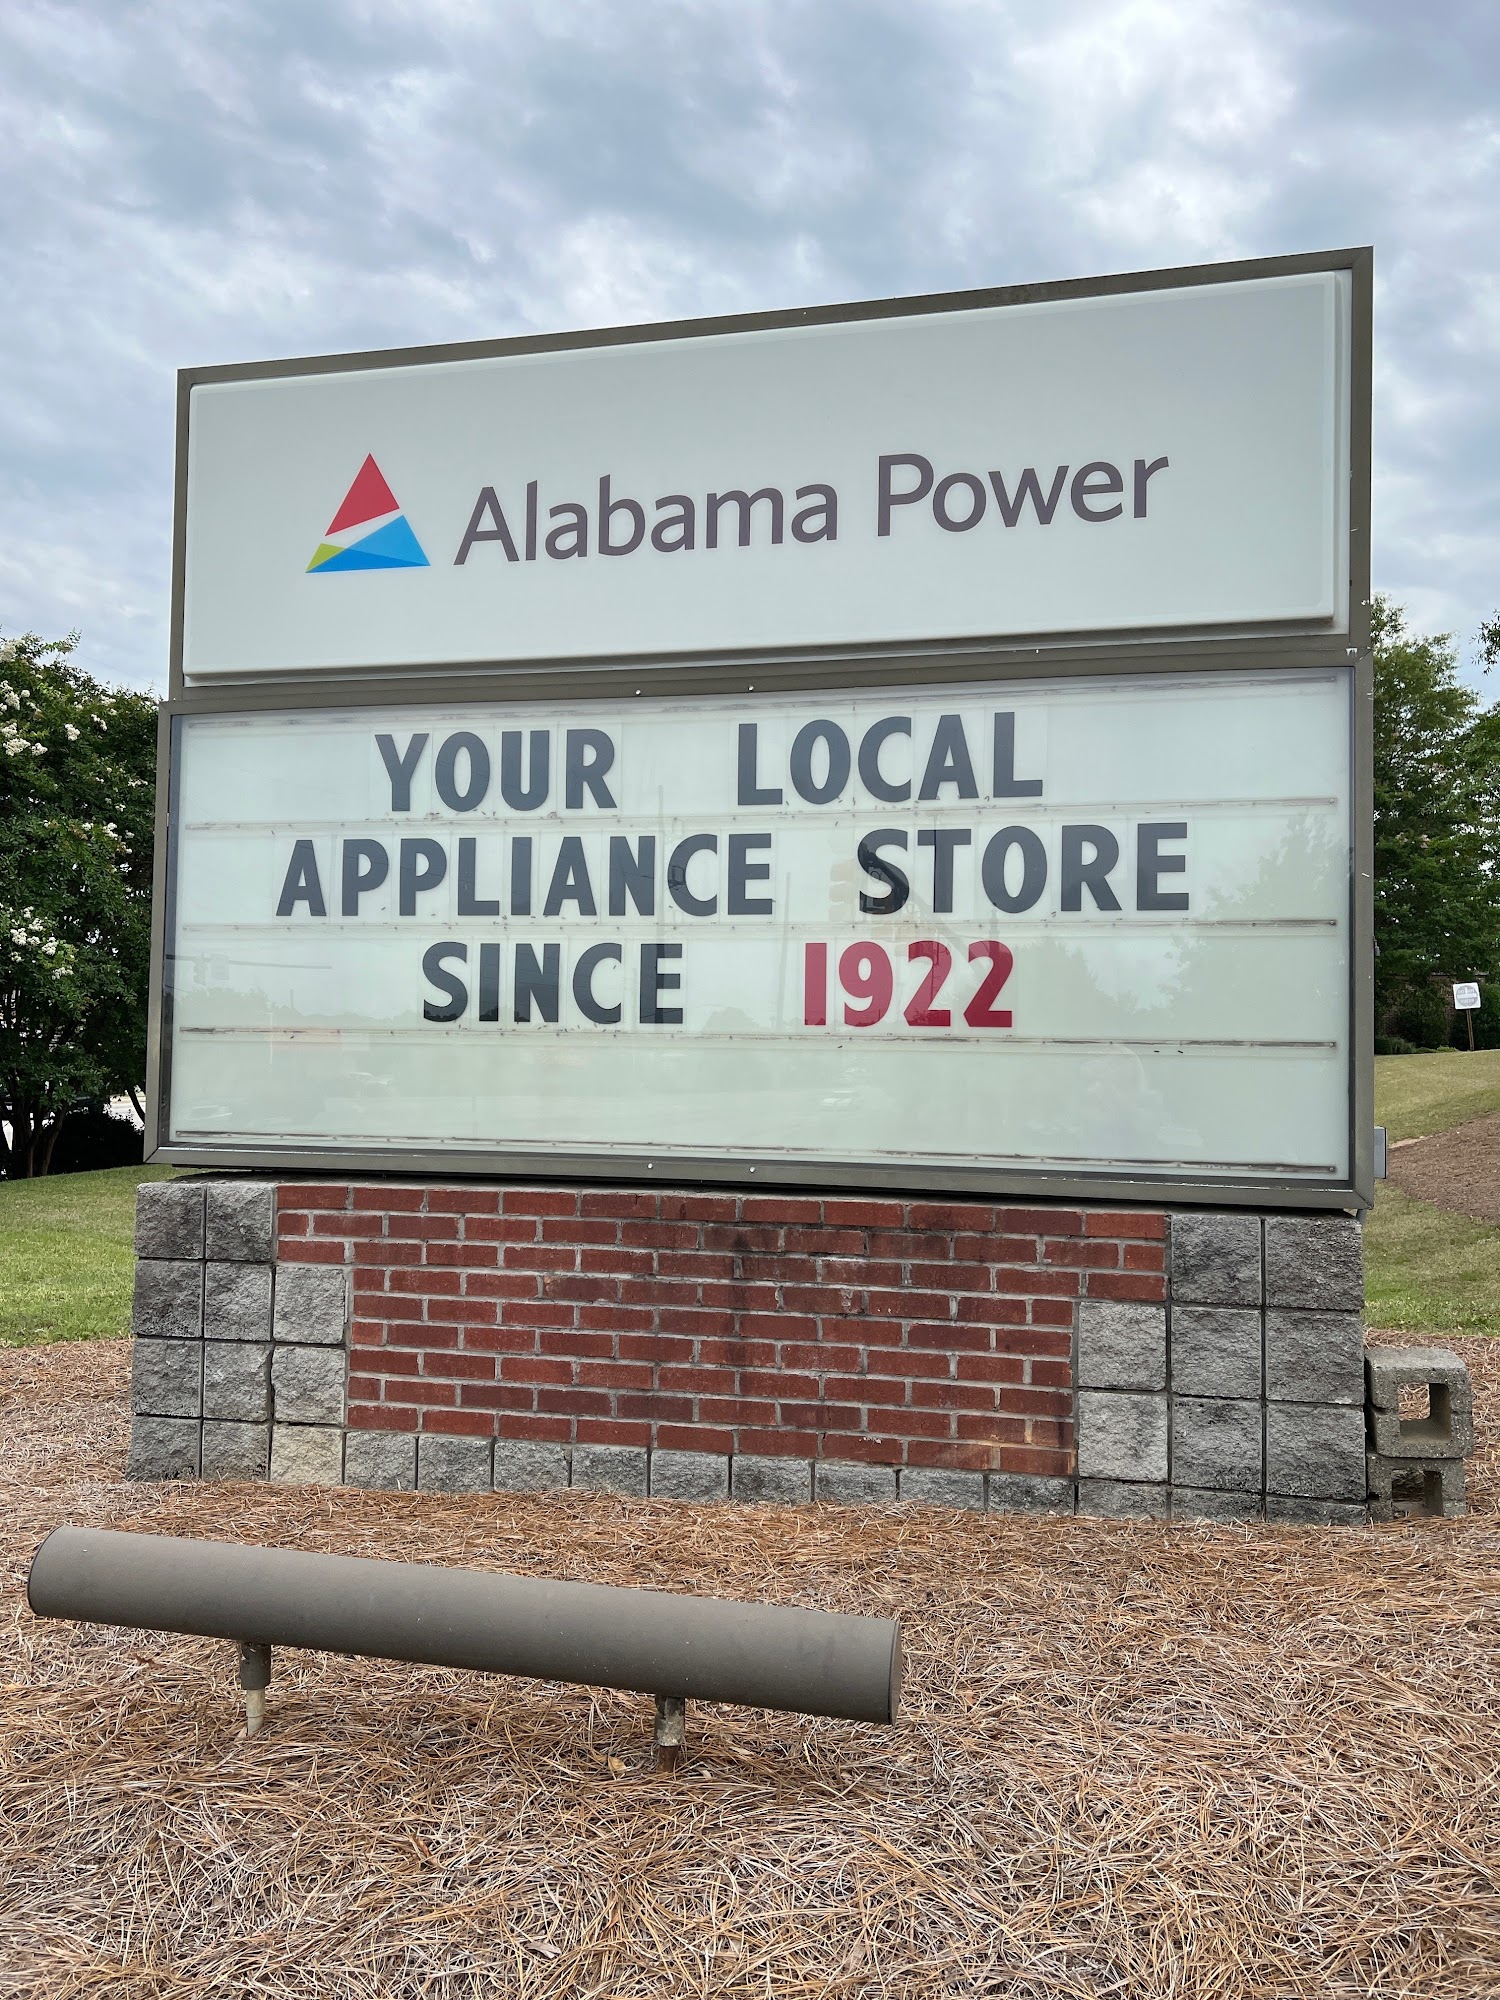 Alabama Power
YOUR LOCAL
APPLIANCE STORE
SINCE 1922